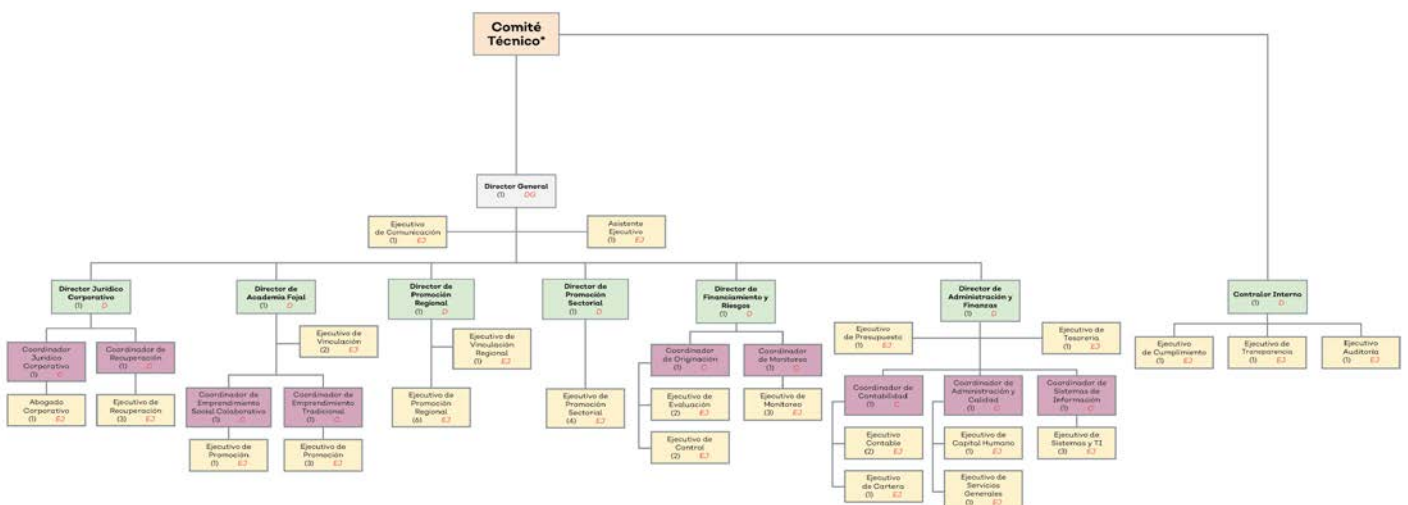 Comité
Técnico*
Director General
(1) DG
Ejecutivo
de Comunicación
(1) EJ
Asistente
Ejecutivo
(1) EJ
Director Jurídico
Corporativo
(1) D
Director de
Academia Fojal
(1) D
Director de
Promoción
Regional
(1) D
Director de
Promoción
Sectorial
(1) D
Director de
Financiamiento y
Riesgos
(1) D
Director de
Administración y
Finanzas
(1) D
Contralor Interno
(1) D
Coordinador
Jurídico
Corporativo
(1) C
Coordinador de
Recuperación
(1) C
Abogado
Corporativo
(1) EJ
Ejecutivo de
Recuperación
(3) EJ
Ejecutivo de
Vinculación
(2) EJ
Coordinador de
Emprendimiento
Social Colaborativo
(1) C
Coordinador de
Emprendimiento
Tradicional
(1) C
Ejecutivo de
Promoción
(1) EJ
Ejecutivo de
Promoción
(3) EJ
Ejecutivo de
Vinculación
Regional
(1) EJ
Ejecutivo de
Promoción
Regional
(6) EJ
Ejecutivo de
Promoción
Sectorial
(4) EJ
Coordinador
de Originación
(1) C
Coordinador
de Monitoreo
(1) C
Ejecutivo de
Evaluación
(2) EJ
Ejecutivo de
Monitoreo
(3) EJ
Ejecutivo de
Control
(2) EJ
Ejecutivo
de Presupuesto
(1) EJ
Ejecutivo de
Tesorería
(1) EJ
Coordinador de
Contabilidad
(1) C
Coordinador de
Administración y
Calidad
(1) C
Coordinador
de Sistemas de
Información
(1) C
Ejecutivo
Contable
(2) EJ
Ejecutivo de
Capital Humano
(1) EJ
Ejecutivo de
Sistemas y TI
(3) EJ
Ejecutivo
de Cartera
(1) EJ
Ejecutivo de
Servicios
Generales
(1) EJ
Ejecutivo
de Cumplimiento
(1) EJ
Ejecutivo de
Transparencia
(1) EJ
Ejecutivo
Auditoría
(1) EJ